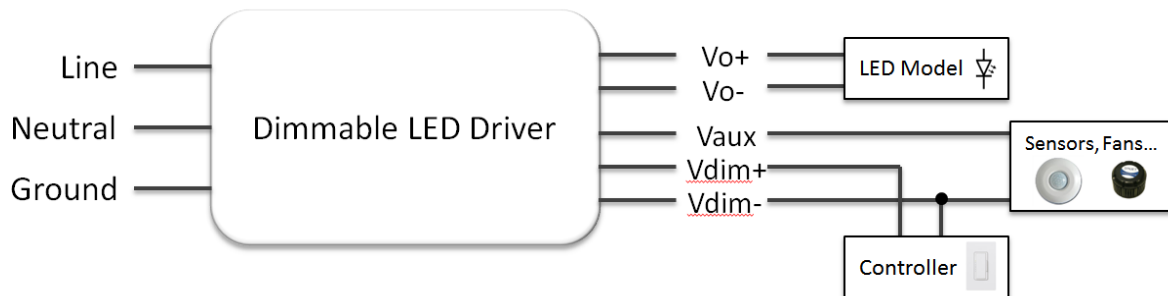 Line
Neutral
Ground
Dimmable LED Driver
Vo+
Vo-
Vaux
Vdim+
Vdim-
LED Model
Sensors, Fans...
Controller